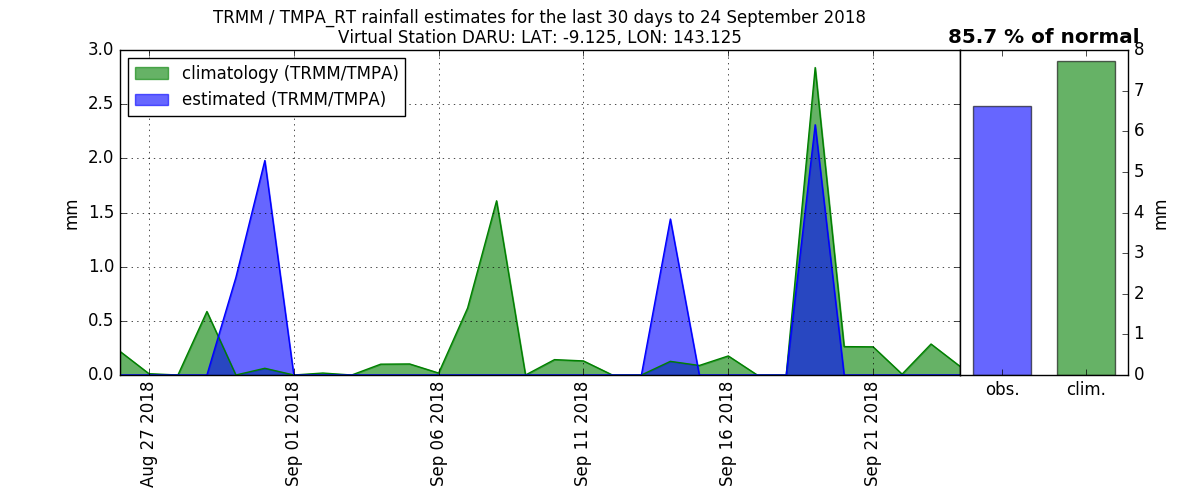 TRMM / TMPA_RT rainfall estimates for the last 30 days to 24 September 2018
Virtual Station DARU: LAT: -9.125, LON: 143.125
85.7 % of normal
climatology (TRMM/TMPA)
estimated (TRMM/TMPA)
3.0
2.5
2.0
1.5
1.0
0.5
0.0
mm
Aug 27 2018
Sep 01 2018
Sep 06 2018
Sep 11 2018
Sep 16 2018
Sep 21 2018
obs.
clim.
8
7
6
5
4
3
2
1
0
mm